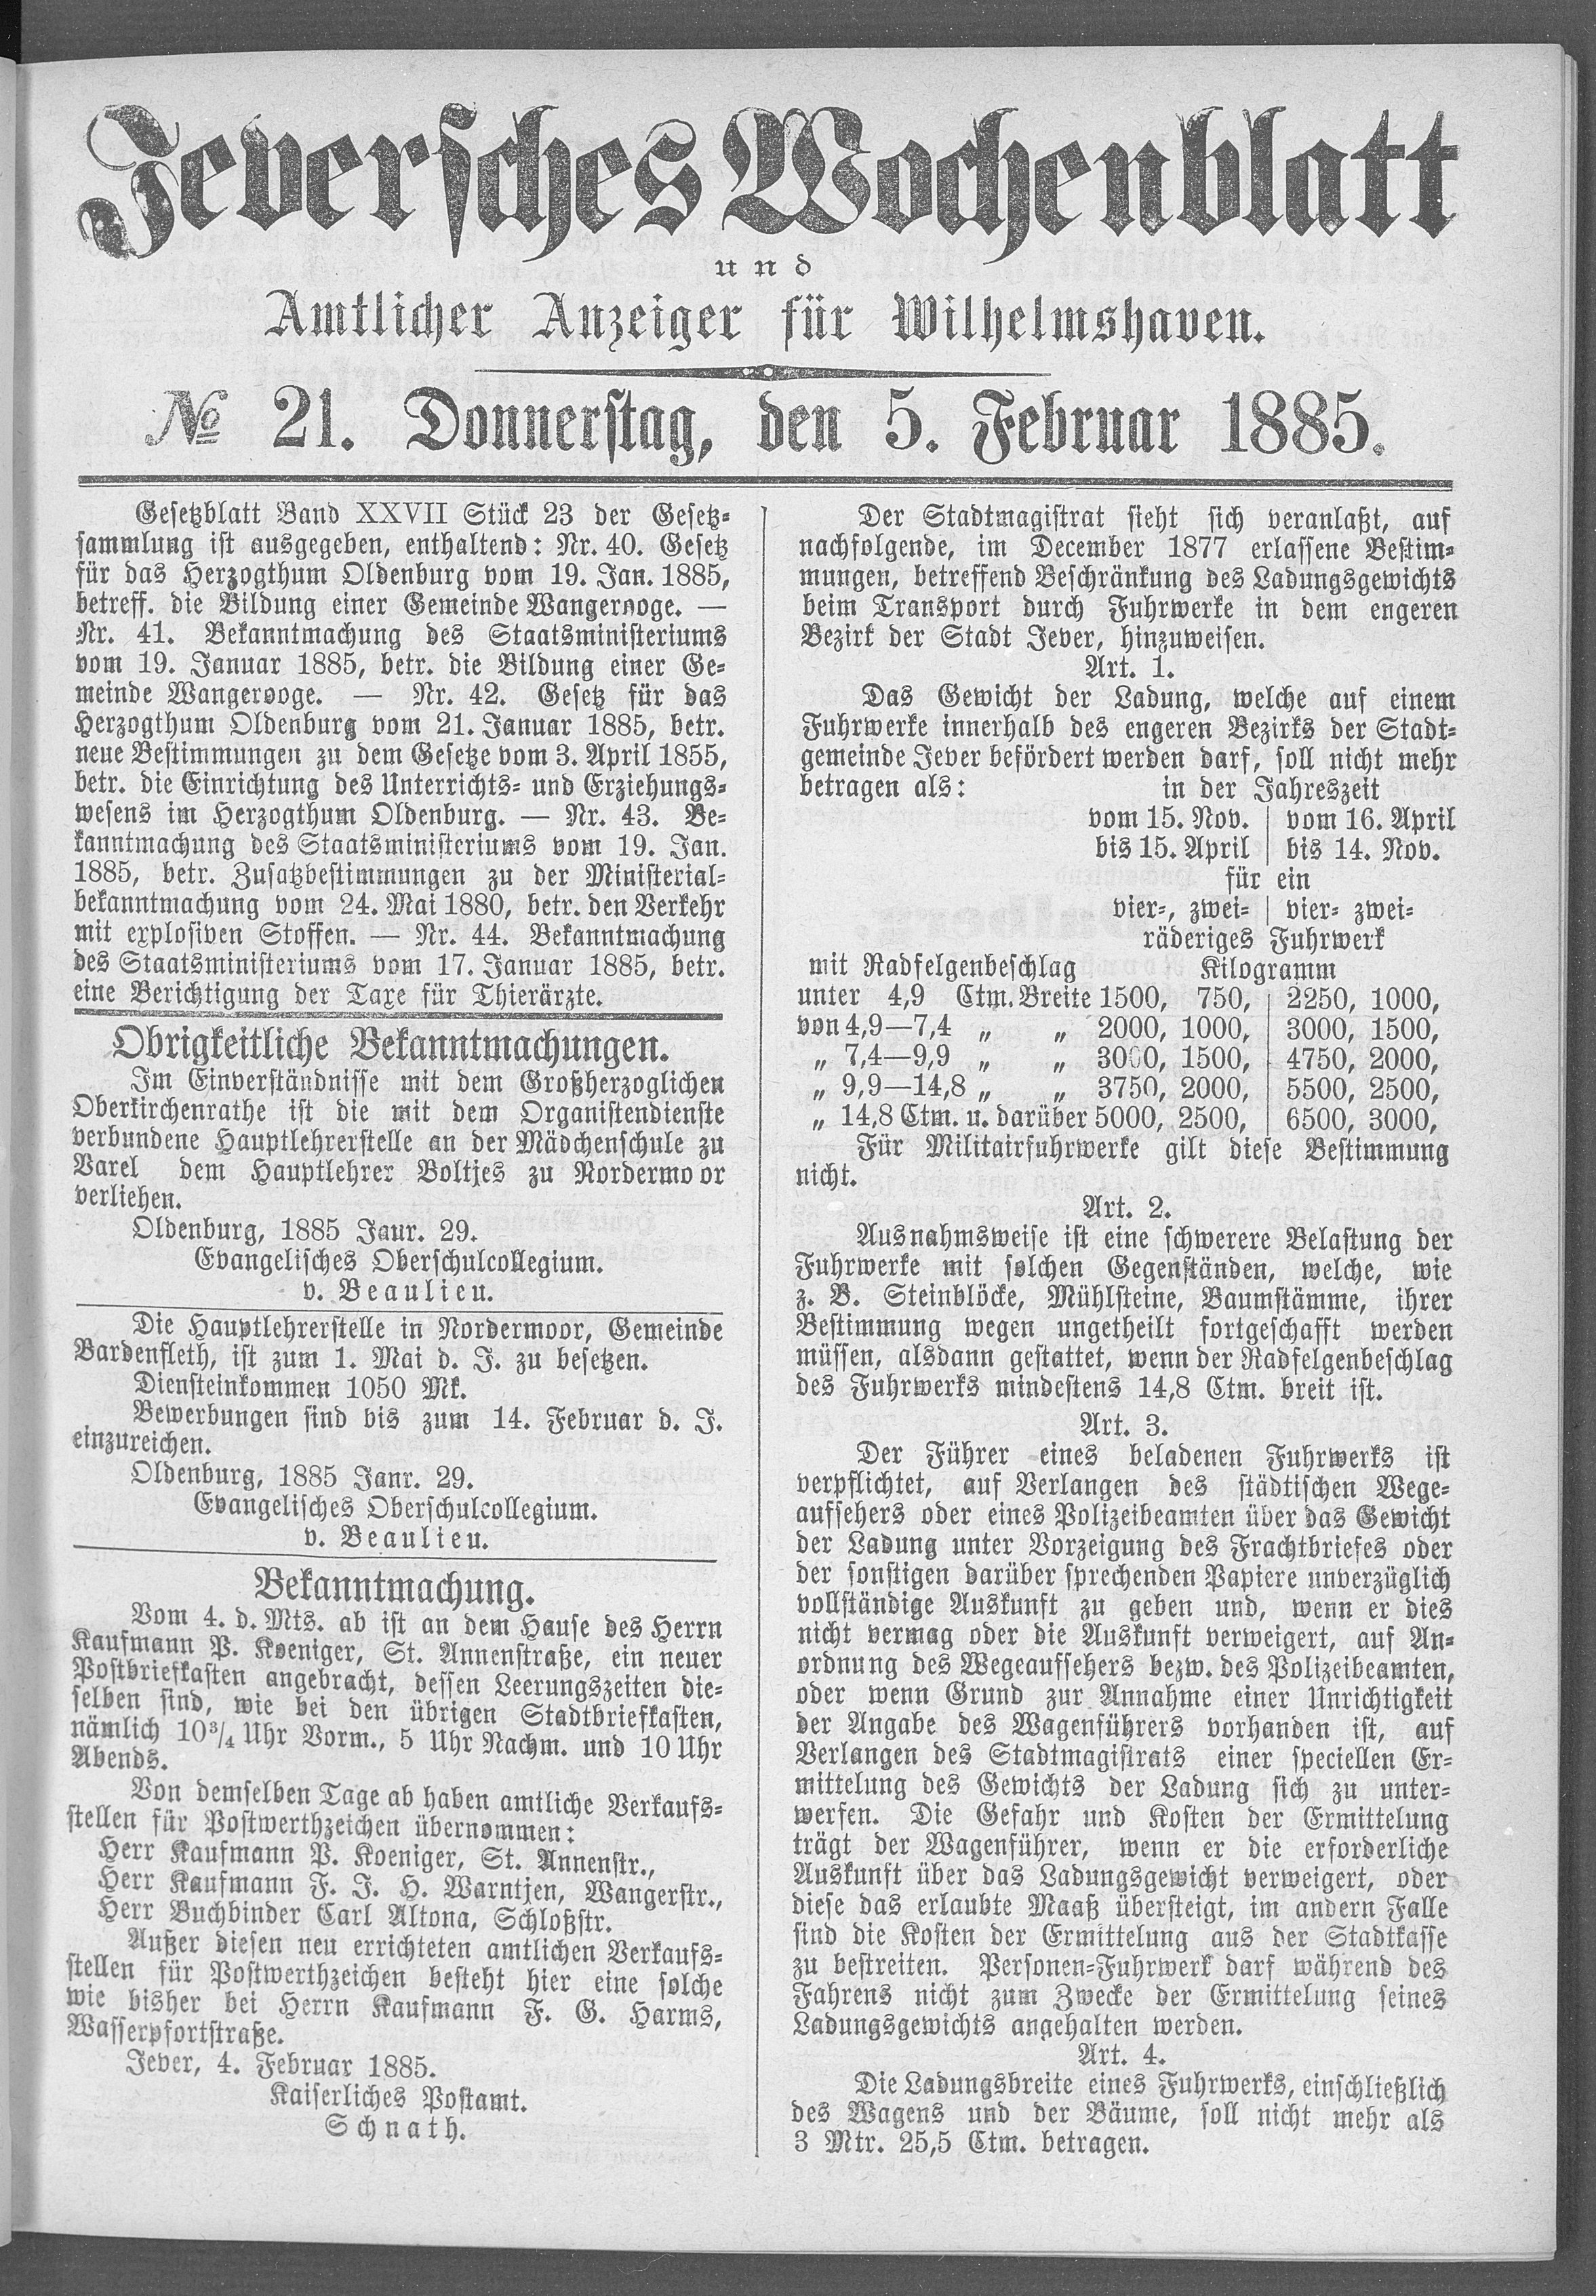 Jeversches Wochenblatt
und
Amtlicher Anzeiger für Wilhelmshaven.
№ 21. Donnerstag, den 5. Februar 1885.
Gesetzblatt Band XXVII Stück 23 der Gesetz-
sammlung ist ausgegeben, enthaltend: Nr. 40. Gesetz
für das Herzogthum Oldenburg vom 19. Jan. 1885,
betreff. die Bildung einer Gemeinde Wangerooge. —
Nr. 41. Bekanntmachung des Staatsministeriums
vom 19. Januar 1885, betr. die Bildung einer Ge-
meinde Wangerooge. — Nr. 42. Gesetz für das
Herzogthum Oldenburg vom 21. Januar 1885, betr.
neue Bestimmungen zu dem Gesetze vom 3. April 1855,
betr. die Einrichtung des Unterrichts- und Erziehungs-
wesens im Herzogthum Oldenburg. — Nr. 43. Be-
kanntmachung des Staatsministeriums vom 19. Jan.
1885, betr. Zusatzbestimmungen zu der Ministerial-
bekanntmachung vom 24. Mai 1880, betr. den Verkehr
mit explosiven Stoffen. — Nr. 44. Bekanntmachung
des Staatsministeriums vom 17. Januar 1885, betr.
eine Berichtigung der Taxe für Thierärzte.
Obrigkeitliche Bekanntmachungen.
Im Einverständnisse mit dem Großherzoglichen
Oberkirchenrathe ist die mit dem Organistendienste
verbundene Hauptlehrerstelle an der Mädchenschule zu
Varel dem Hauptlehrer Boltjes zu Nordermoor
verliehen.
Oldenburg, 1885 Janr. 29.
Evangelisches Oberschulcollegium.
v. Beaulieu.
Die Hauptlehrerstelle in Nordermoor, Gemeinde
Bardenfleth, ist zum 1. Mai d. J. zu besetzen.
Diensteinkommen 1050 Mk.
Bewerbungen sind bis zum 14. Februar d. J.
einzureichen.
Oldenburg, 1885 Janr. 29.
Evangelisches Oberschulcollegium.
v. Beaulieu.
Bekanntmachung.
Vom 4. d. Mts. ab ist an dem Hause des Herrn
Kaufmann P. Koeniger, St. Annenstraße, ein neuer
Postbriefkasten angebracht, dessen Leerungszeiten die-
selben sind, wie bei den übrigen Stadtbriefkasten,
nämlich 10³/₄ Uhr Vorm., 5 Uhr Nachm. und 10 Uhr
Abends.
Von demselben Tage ab haben amtliche Verkaufs-
stellen für Postwerthzeichen übernommen:
Herr Kaufmann P. Koeniger, St. Annenstr.,
Herr Kaufmann F. J. H. Warntjen, Wangerstr.,
Herr Buchbinder Carl Altona, Schloßstr.
Außer diesen neu errichteten amtlichen Verkaufs-
stellen für Postwerthzeichen besteht hier eine solche
wie bisher bei Herrn Kaufmann F. G. Harms,
Wasserpfortstraße.
Jever, 4. Februar 1885.
Kaiserliches Postamt.
Schnath.
Der Stadtmagistrat sieht sich veranlaßt, auf
nachfolgende, im December 1877 erlassene Bestim-
mungen, betreffend Beschränkung des Ladungsgewichts
beim Transport durch Fuhrwerke in dem engeren
Bezirk der Stadt Jever, hinzuweisen.
Art. 1.
Das Gewicht der Ladung, welche auf einem
Fuhrwerke innerhalb des engeren Bezirks der Stadt-
gemeinde Jever befördert werden darf, soll nicht mehr
betragen als: in der Jahreszeit
vom 15. Nov. vom 16. April
bis 15. April bis 14. Nov.
für ein
vier-, zwei- vier- zwei-
räderiges Fuhrwerk
mit Radfelgenbeschlag Kilogramm
unter 4,9 Ctm. Breite 1500, 750, 2250, 1000,
von 4,9—7,4 „ „ 2000, 1000, 3000, 1500,
„ 7,4—9,9 „ „ 3000, 1500, 4750, 2000,
„ 9,9—14,8 „ „ 3750, 2000, 5500, 2500,
„ 14,8 Ctm. u. darüber 5000, 2500, 6500, 3000,
Für Militairfuhrwerke gilt diese Bestimmung
nicht.
Art. 2.
Ausnahmsweise ist eine schwerere Belastung der
Fuhrwerke mit solchen Gegenständen, welche, wie
z. B. Steinblöcke, Mühlsteine, Baumstämme, ihrer
Bestimmung wegen ungetheilt fortgeschafft werden
müssen, alsdann gestattet, wenn der Radfelgenbeschlag
des Fuhrwerks mindestens 14,8 Ctm. breit ist.
Art. 3.
Der Führer eines beladenen Fuhrwerks ist
verpflichtet, auf Verlangen des städtischen Wege-
aufsehers oder eines Polizeibeamten über das Gewicht
der Ladung unter Vorzeigung des Frachtbriefes oder
der sonstigen darüber sprechenden Papiere unverzüglich
vollständige Auskunft zu geben und, wenn er dies
nicht vermag oder die Auskunft verweigert, auf An-
ordnung des Wegeaufsehers bezw. des Polizeibeamten,
oder wenn Grund zur Annahme einer Unrichtigkeit
der Angabe des Wagenführers vorhanden ist, auf
Verlangen des Stadtmagistrats einer speciellen Er-
mittelung des Gewichts der Ladung sich zu unter-
werfen. Die Gefahr und Kosten der Ermittelung
trägt der Wagenführer, wenn er die erforderliche
Auskunft über das Ladungsgewicht verweigert, oder
diese das erlaubte Maaß übersteigt, im andern Falle
sind die Kosten der Ermittelung aus der Stadtkasse
zu bestreiten. Personen-Fuhrwerk darf während des
Fahrens nicht zum Zwecke der Ermittelung seines
Ladungsgewichts angehalten werden.
Art. 4.
Die Ladungsbreite eines Fuhrwerks, einschließlich
des Wagens und der Bäume, soll nicht mehr als
3 Mtr. 25,5 Ctm. betragen.